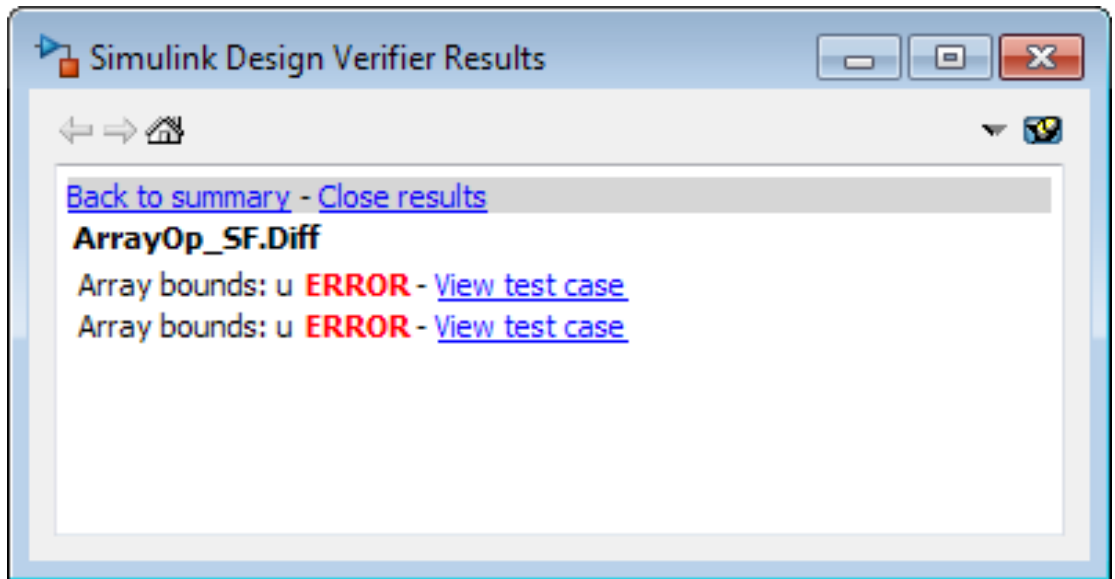 Simulink Design Verifier Results
Back to summary - Close results
ArrayOp_SF.Diff
Array bounds: u ERROR - View test case
Array bounds: u ERROR - View test case